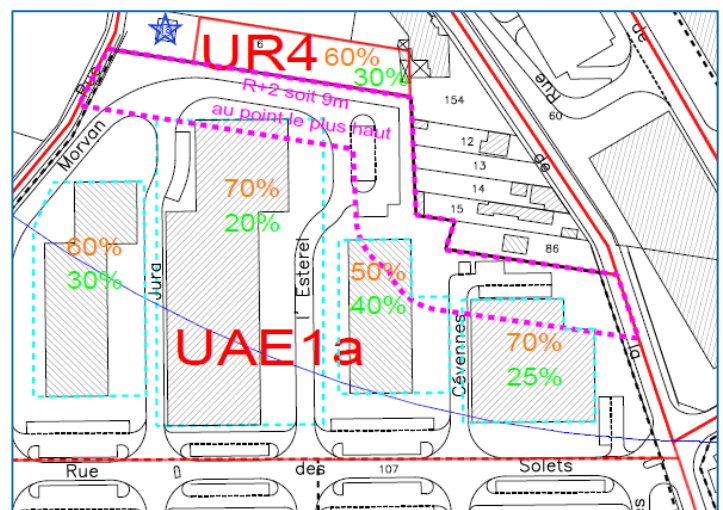 UR4
60%
6
30%
R+2 soit 9m
au point le plus haut
Rue
Morvan
154
12
13
14
15
86
60
Rue
de
de
la
70%
20%
60%
30%
50%
40%
Jura
l' Esterel
Cévennes
UAE1a
70%
25%
Rue
des
107
Solets